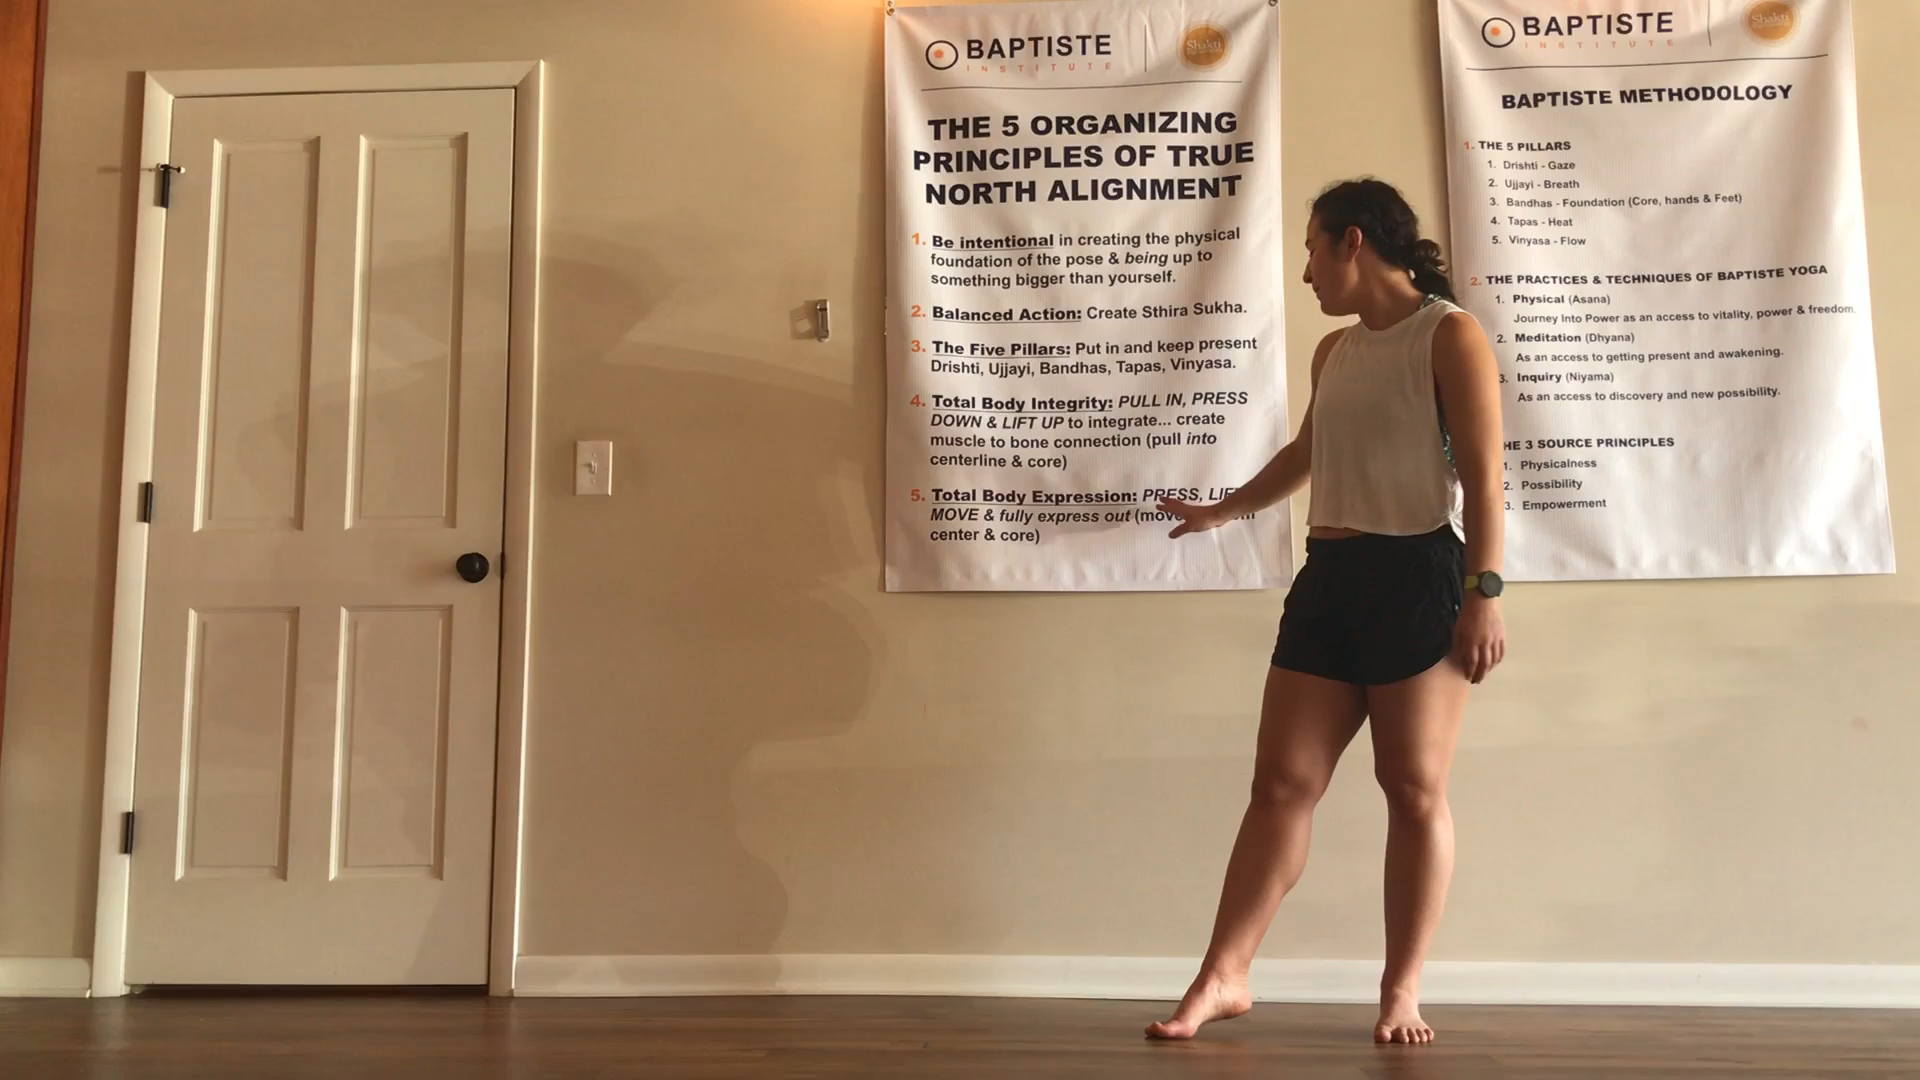 BAPTISTE
INSTITUTE
Shakti
THE 5 ORGANIZING
PRINCIPLES OF TRUE
NORTH ALIGNMENT
1. Be intentional in creating the physical
foundation of the pose & being up to
something bigger than yourself.
2. Balanced Action: Create Sthira Sukha.
3. The Five Pillars: Put in and keep present
Drishti, Ujjayi, Bandhas, Tapas, Vinyasa.
4. Total Body Integrity: PULL IN, PRESS
DOWN & LIFT UP to integrate... create
muscle to bone connection (pull into
centerline & core)
5. Total Body Expression: PRESS,
MOVE & fully express out
center & core)
BAPTISTE
INSTITUTE
Shakti
BAPTISTE METHODOLOGY
1. THE 5 PILLARS
1. Drishti - Gaze
2. Ujjayi - Breath
3. Bandhas - Foundation (Core, hands & Feet)
4. Tapas - Heat
5. Vinyasa - Flow
2. THE PRACTICES & TECHNIQUES OF BAPTISTE YOGA
1. Physical (Asana)
Journey Into Power as an access to vitality, power & freedom.
2. Meditation (Dhyana)
As an access to getting present and awakening.
3. Inquiry (Niyama)
As an access to discovery and new possibility.
HE 3 SOURCE PRINCIPLES
1. Physicalness
2. Possibility
3. Empowerment